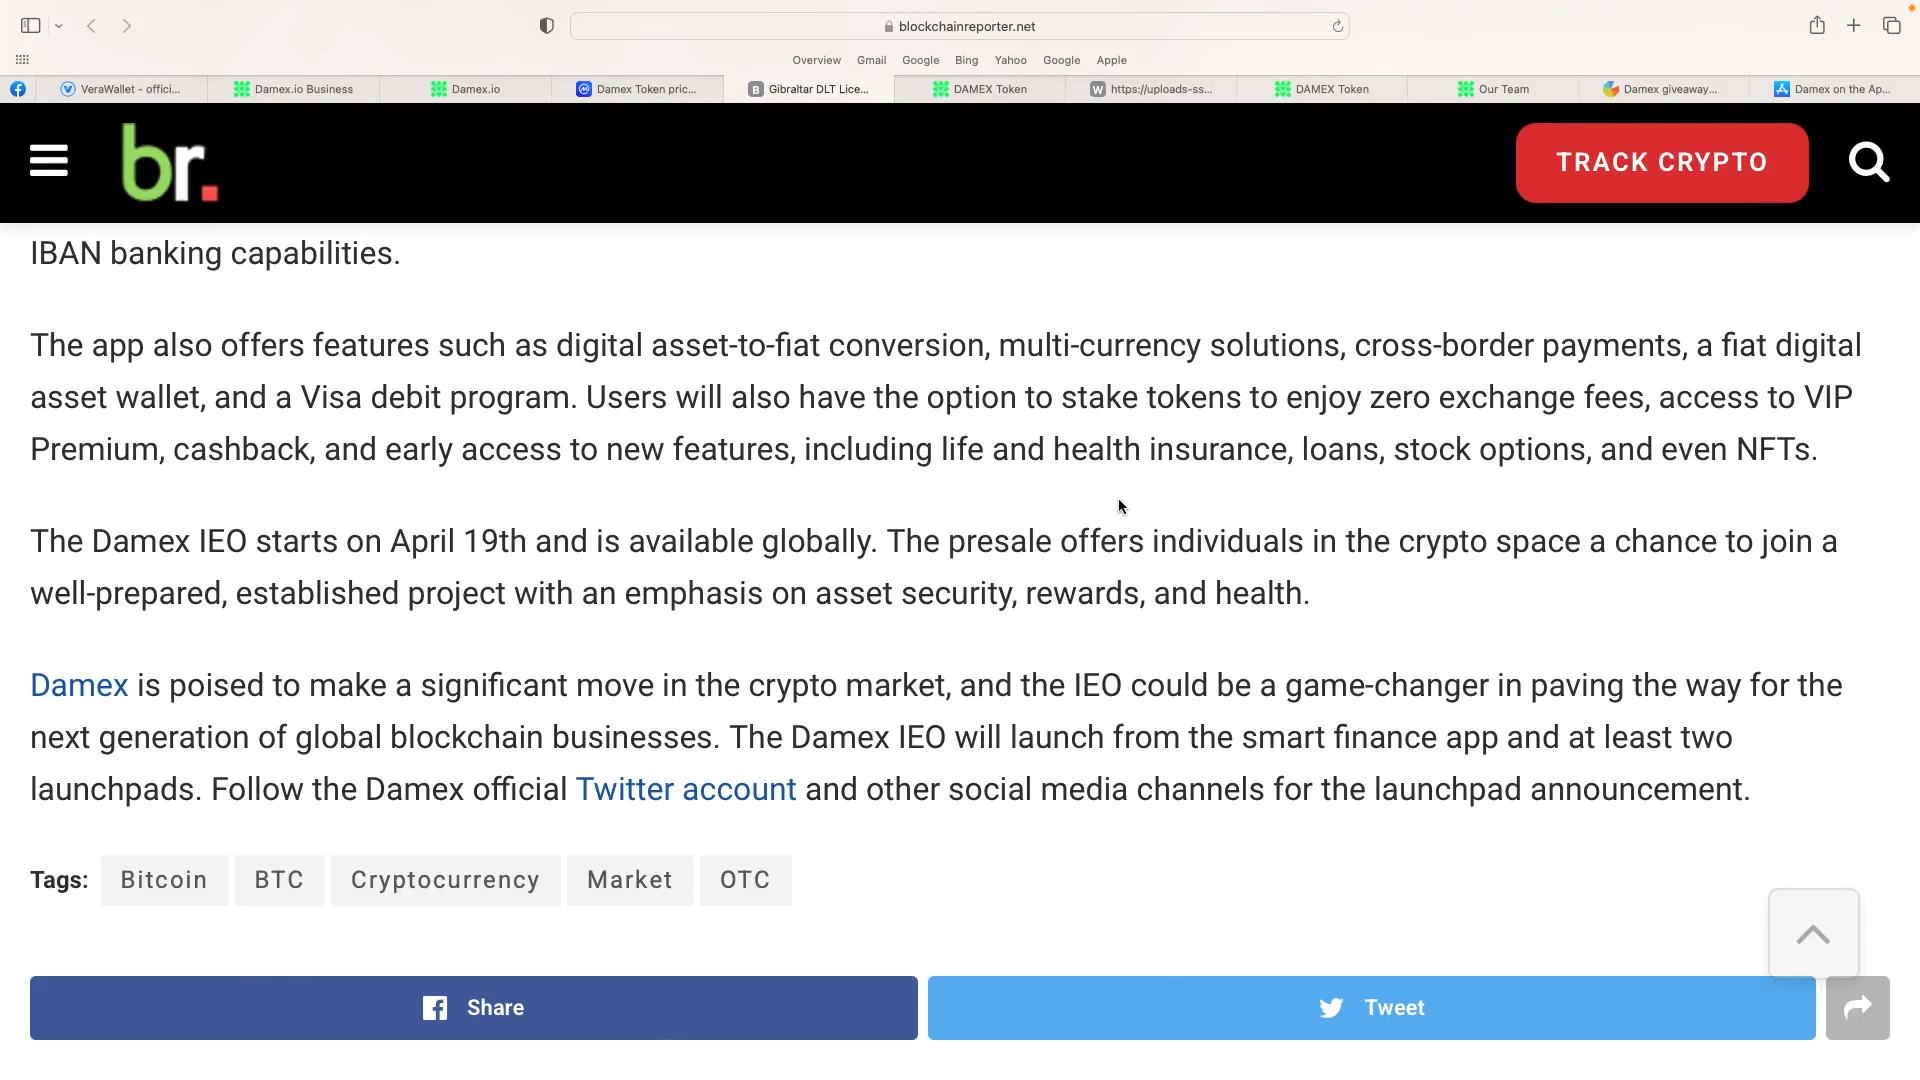 blockchainreporter.net
Overview Gmail Google Bing Yahoo Google Apple
VeraWallet - offici... Damex.io Business Damex.io Damex Token pric... Gibraltar DLT Lice... DAMEX Token https://uploads-ss... DAMEX Token Our Team Damex giveaway... Damex on the Ap...
br. TRACK CRYPTO
IBAN banking capabilities.
The app also offers features such as digital asset-to-fiat conversion, multi-currency solutions, cross-border payments, a fiat digital
asset wallet, and a Visa debit program. Users will also have the option to stake tokens to enjoy zero exchange fees, access to VIP
Premium, cashback, and early access to new features, including life and health insurance, loans, stock options, and even NFTs.
The Damex IEO starts on April 19th and is available globally. The presale offers individuals in the crypto space a chance to join a
well-prepared, established project with an emphasis on asset security, rewards, and health.
Damex is poised to make a significant move in the crypto market, and the IEO could be a game-changer in paving the way for the
next generation of global blockchain businesses. The Damex IEO will launch from the smart finance app and at least two
launchpads. Follow the Damex official Twitter account and other social media channels for the launchpad announcement.
Tags: Bitcoin BTC Cryptocurrency Market OTC
Share Tweet